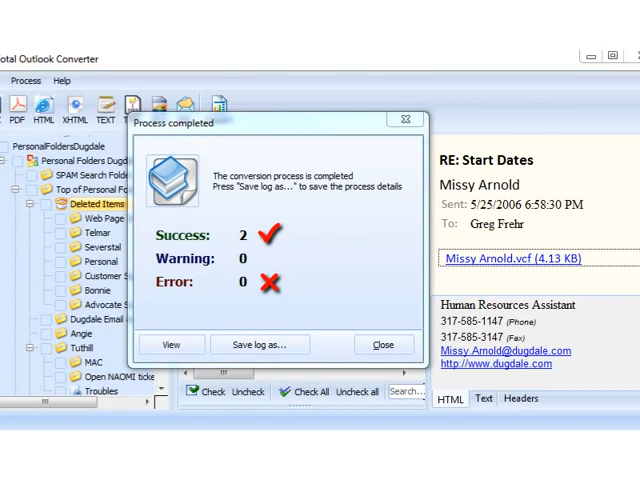 otal Outlook Converter
Process Help
PDF HTML XHTML TEXT
PersonalFoldersDugdale
Personal Folders Dugd
SPAM Search Folde
Top of Personal Fo
Deleted Items
Web Page
Telmar
Severstal
Personal
Customer S
Bonnie
Advocate S
Dugdale Email
Angie
Tuthill
MAC
Open NAOMI ticke
Troubles
Process completed
The conversion process is completed
Press "Save log as..." to save the process details
Success: 2
Warning: 0
Error: 0
View Save log as... Close
Check Uncheck Check All Uncheck all Search...
RE: Start Dates
Missy Arnold
Sent: 5/25/2006 6:58:30 PM
To: Greg Frehr
Missy Arnold.vcf (4.13 KB)
Human Resources Assistant
317-585-1147 (Phone)
317-585-3147 (Fax)
Missy.Arnold@dugdale.com
http://www.dugdale.com
HTML Text Headers